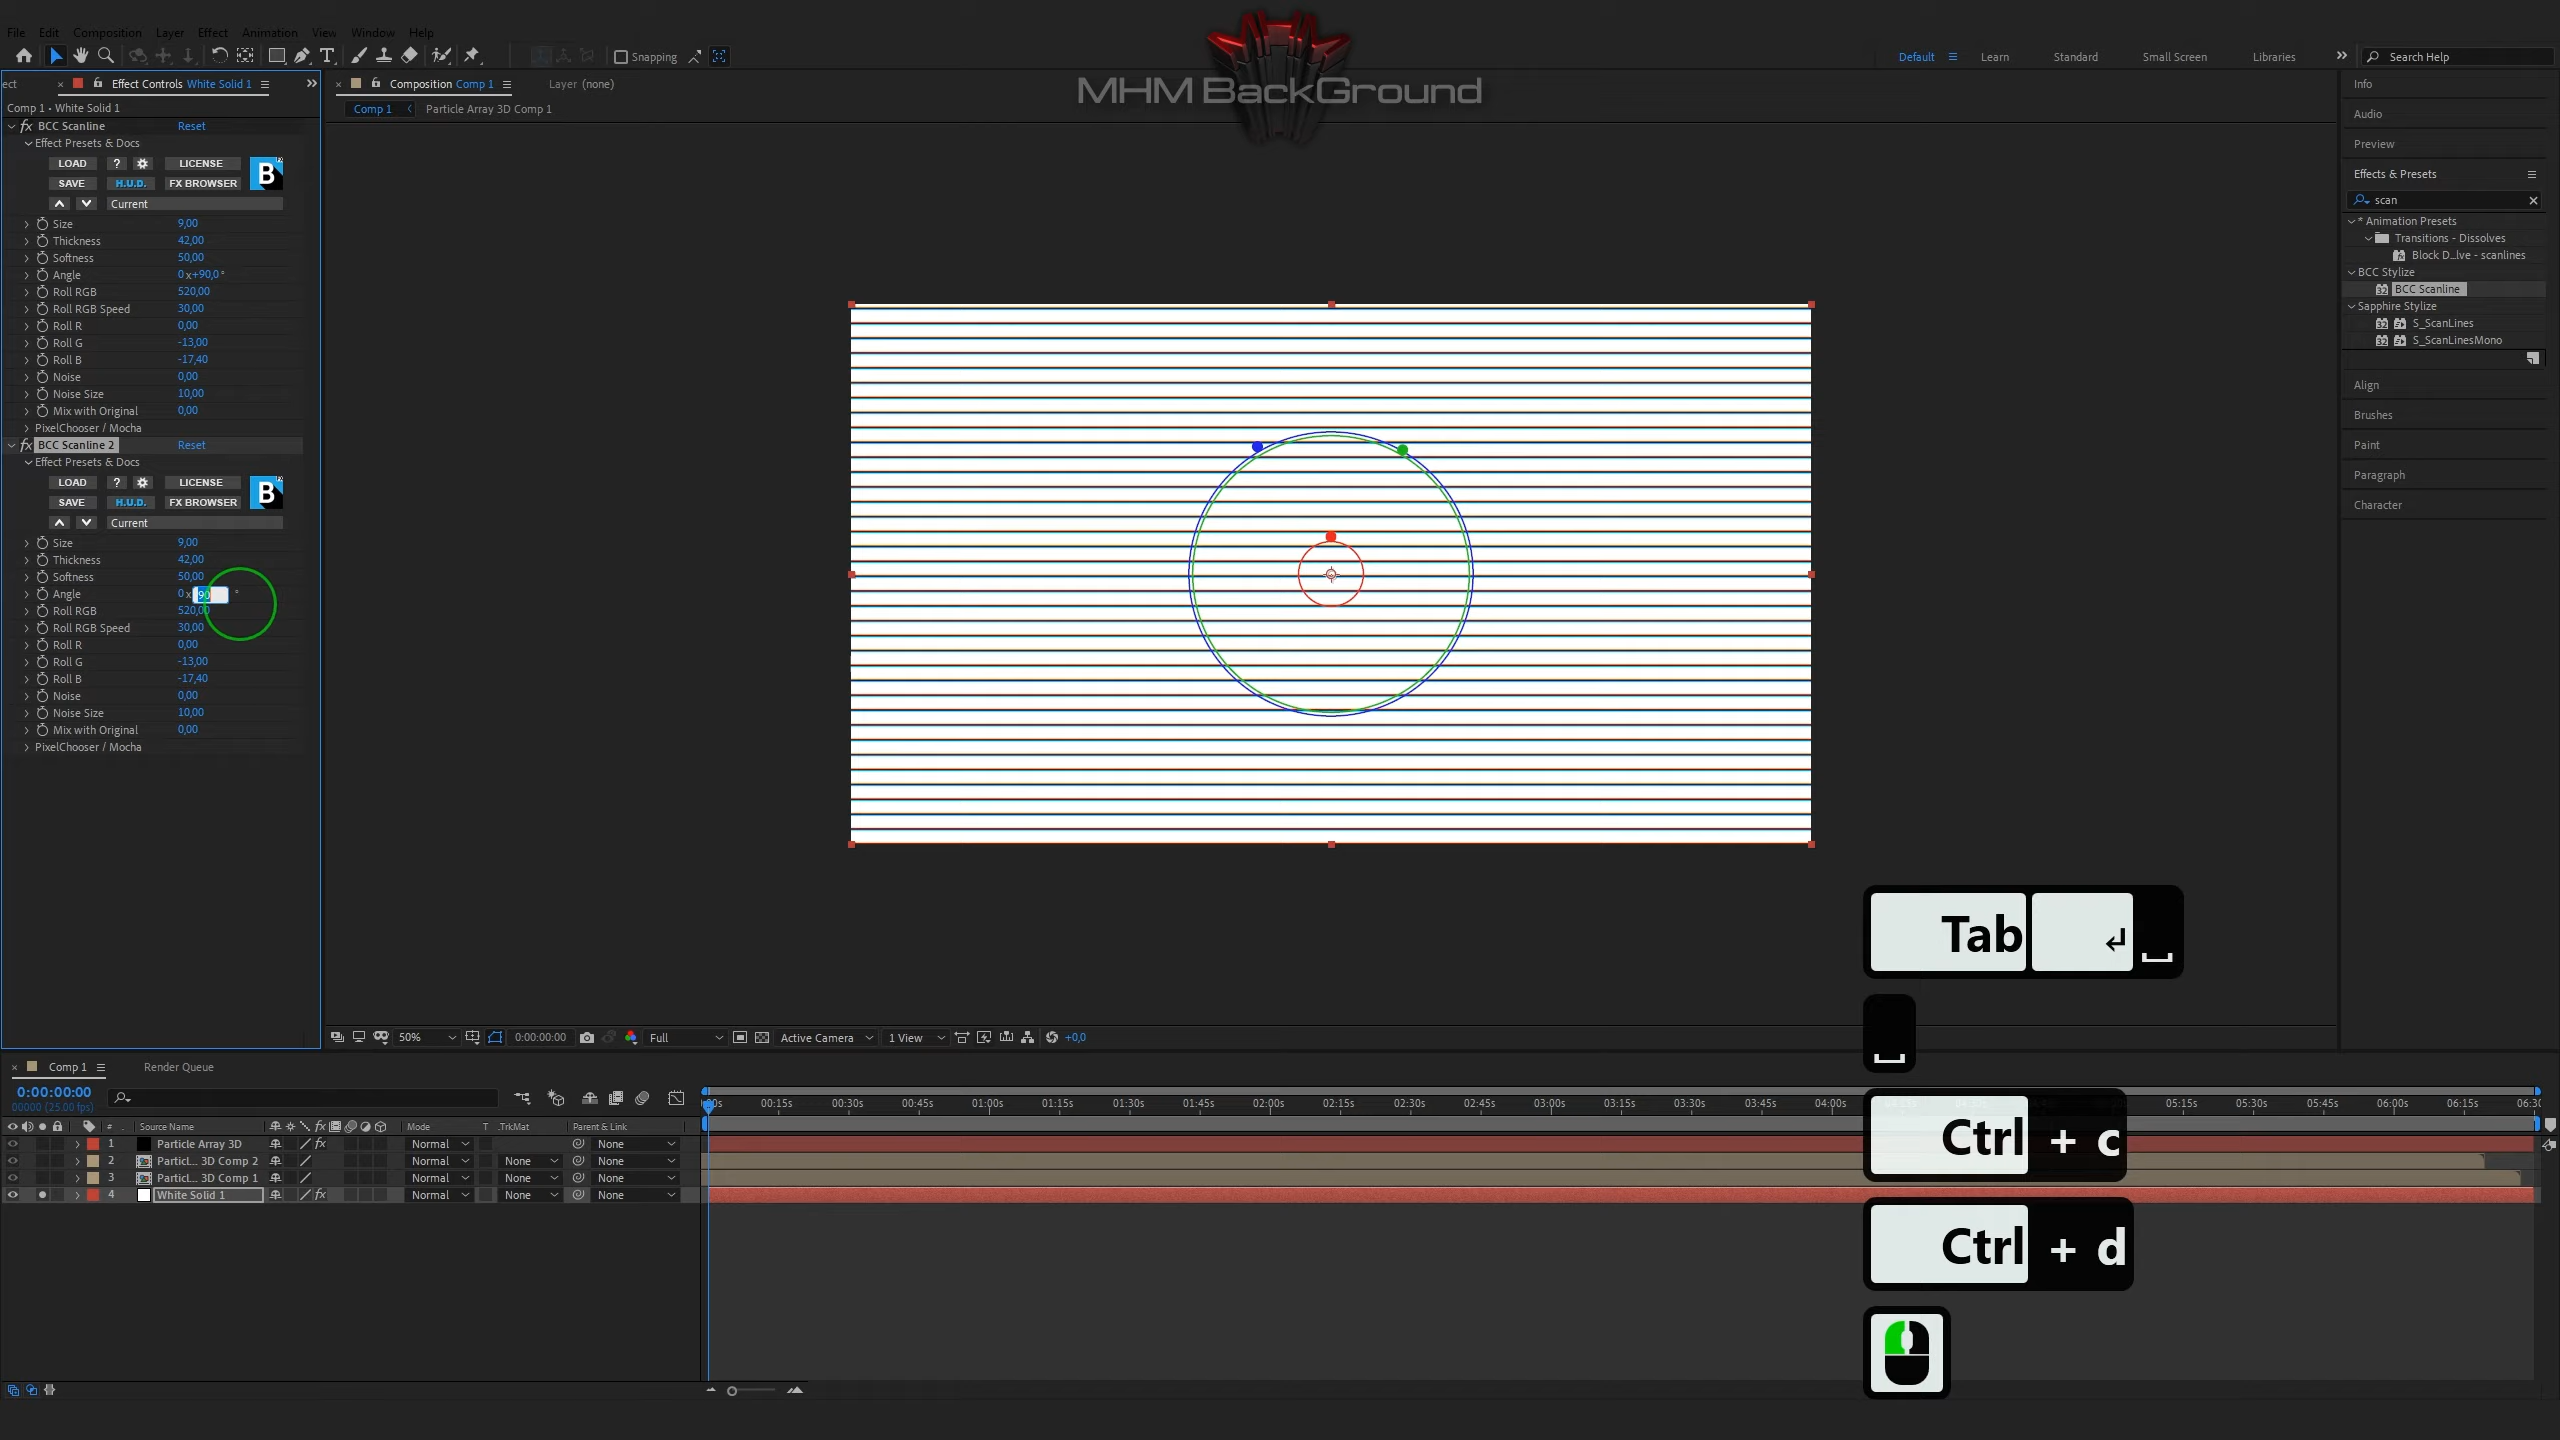 File Edit Composition Layer Effect Animation View Window Help
MHM BackGround
Snapping
Default Learn Standard Small Screen Libraries Search Help
ect Effect Controls White Solid 1
Comp 1 • White Solid 1
fx BCC Scanline Reset
Effect Presets & Docs
LOAD ? LICENSE
SAVE H.U.D. FX BROWSER B
Current
Size 9,00
Thickness 42,00
Softness 50,00
Angle 0x+90,0°
Roll RGB 520,00
Roll RGB Speed 30,00
Roll R 0,00
Roll G -13,00
Roll B -17,40
Noise 0,00
Noise Size 10,00
Mix with Original 0,00
PixelChooser / Mocha
fx BCC Scanline 2 Reset
Effect Presets & Docs
LOAD ? LICENSE
SAVE H.U.D. FX BROWSER B
Current
Size 9,00
Thickness 42,00
Softness 50,00
Angle 0x 90 °
Roll RGB 520,00
Roll RGB Speed 30,00
Roll R 0,00
Roll G -13,00
Roll B -17,40
Noise 0,00
Noise Size 10,00
Mix with Original 0,00
PixelChooser / Mocha
Composition Comp 1 Layer (none)
Comp 1 Particle Array 3D Comp 1
50% 0:00:00:00 Full Active Camera 1 View +0,0
Info
Audio
Preview
Effects & Presets
scan
* Animation Presets
Transitions - Dissolves
Block D...lve - scanlines
BCC Stylize
32 BCC Scanline
Sapphire Stylize
32 S_ScanLines
32 S_ScanLinesMono
Align
Brushes
Paint
Paragraph
Character
Tab
Ctrl + c
Ctrl + d
Comp 1 Render Queue
0:00:00:00
00000 (25.00 fps)
00:15s 00:30s 00:45s 01:00s 01:15s 01:30s 01:45s 02:00s 02:15s 02:30s 02:45s 03:00s 03:15s 03:30s 03:45s 04:00s 05:15s 05:30s 05:45s 06:00s 06:15s 06:30
# Source Name fx Mode T .TrkMat Parent & Link
1 Particle Array 3D fx Normal None
2 Particl... 3D Comp 2 Normal None None
3 Particl... 3D Comp 1 Normal None None
4 White Solid 1 fx Normal None None